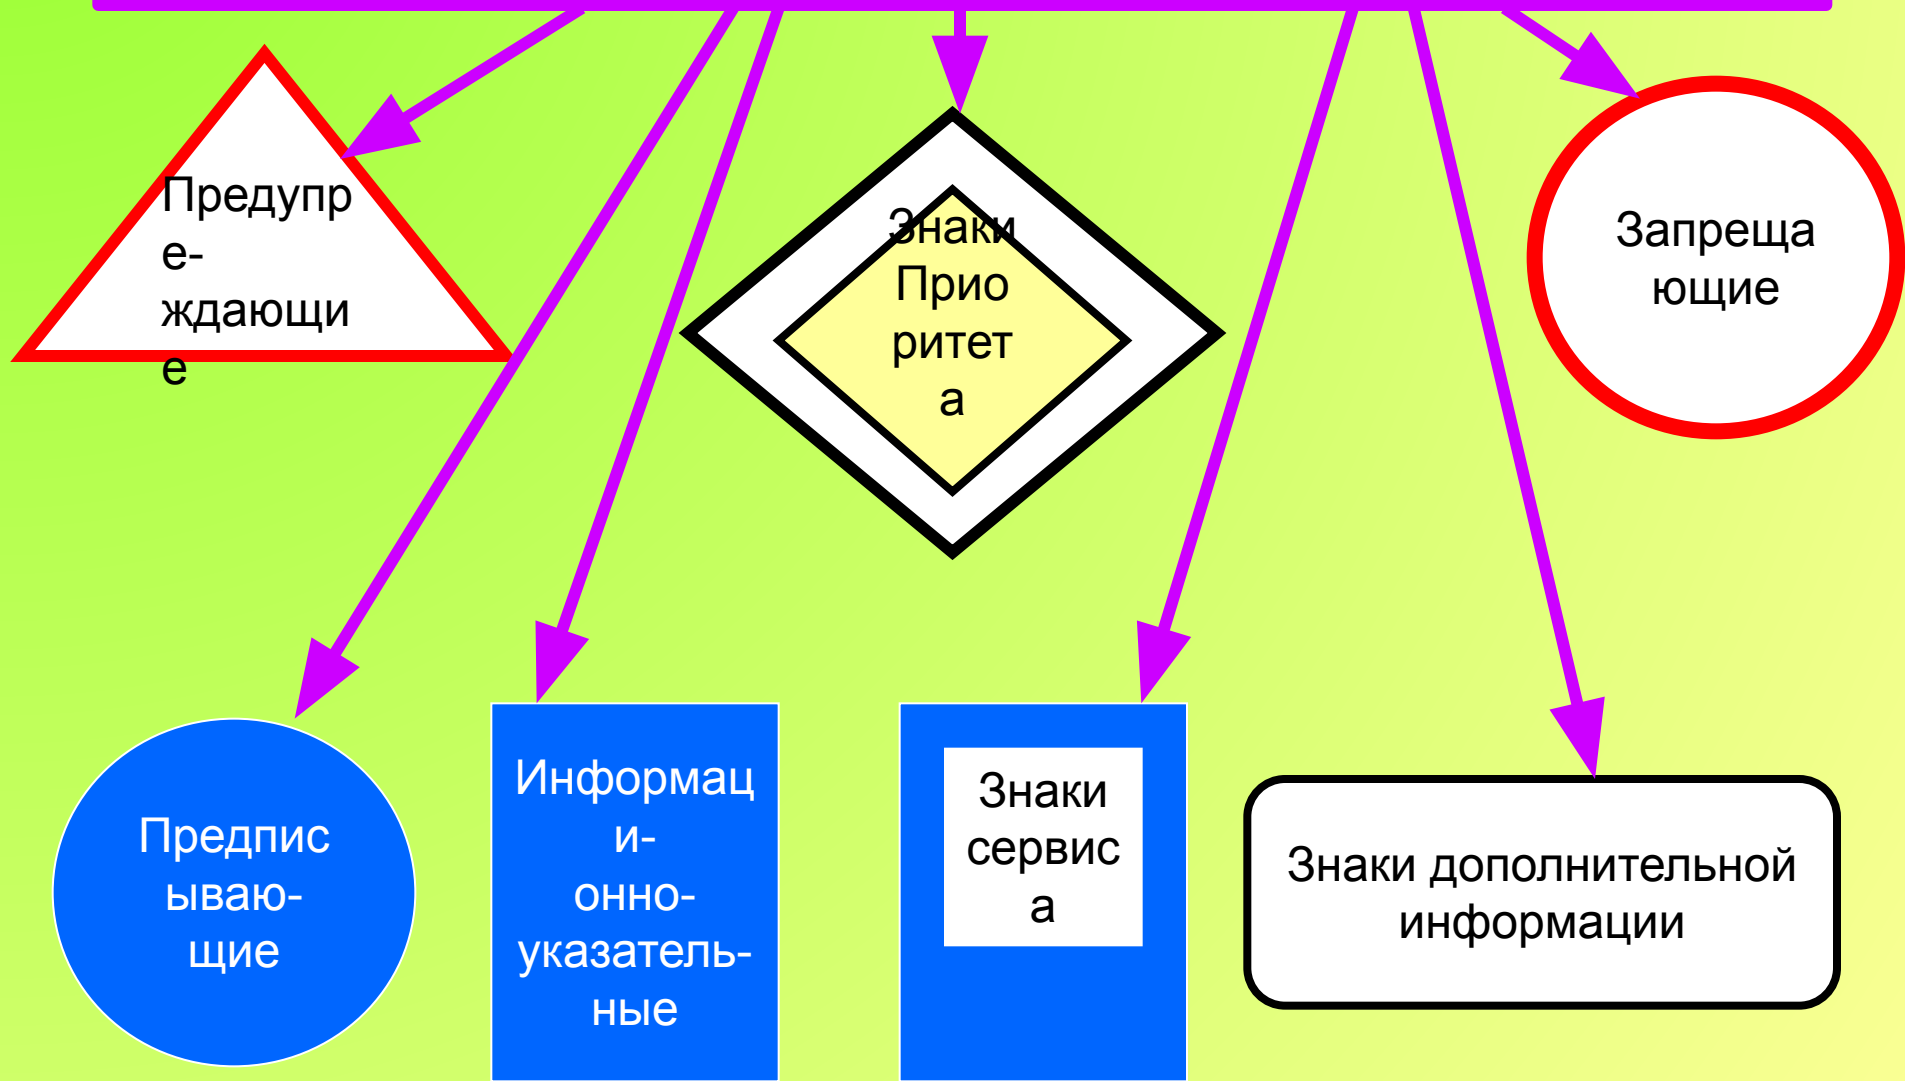 Предупр
е-
ждающи
е
Знаки
Прио
ритет
а
Запреща
ющие
Предпис
ываю-
щие
Информац
и-
онно-
указатель-
ные
Знаки
сервис
а
Знаки дополнительной
информации